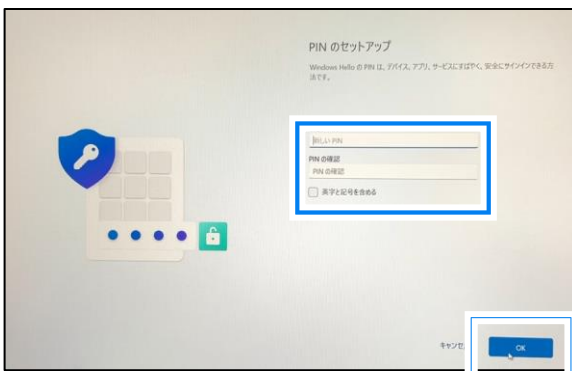 PIN のセットアップ
Windows Hello の PIN は、デバイス、アプリ、サービスにすばやく、安全にサインインできる方
法です。
新しい PIN
PIN の確認
PIN の確認
英字と記号を含める
キャンセ
OK